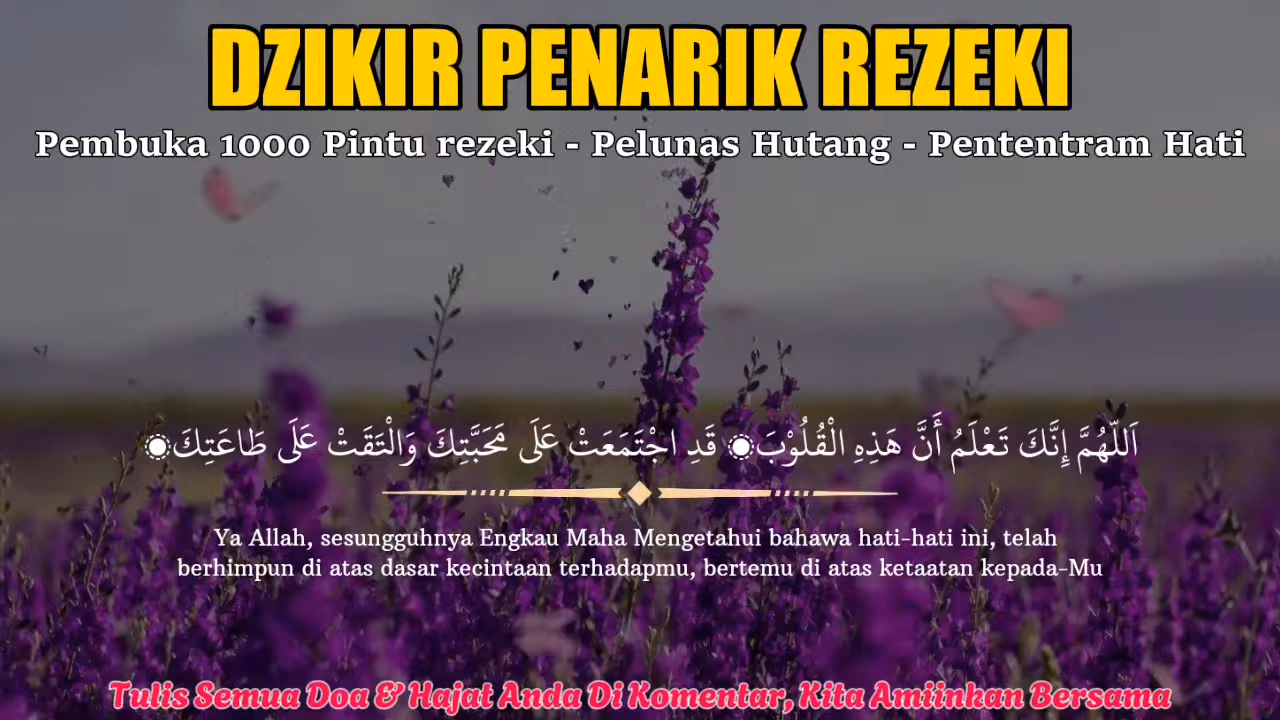 DZIKIR PENARIK REZEKI
Pembuka 1000 Pintu rezeki - Pelunas Hutang - Pententram Hati
اَللّٰهُمَّ إِنَّكَ تَعْلَمُ أَنَّ هَذِهِ الْقُلُوْبَ۞ قَدِ اجْتَمَعَتْ عَلَى مَحَبَّتِكَ وَالْتَقَتْ عَلَى طَاعَتِكَ۞
Ya Allah, sesungguhnya Engkau Maha Mengetahui bahawa hati-hati ini, telah
berhimpun di atas dasar kecintaan terhadapmu, bertemu di atas ketaatan kepada-Mu
Tulis Semua Doa & Hajat Anda Di Komentar, Kita Amiinkan Bersama